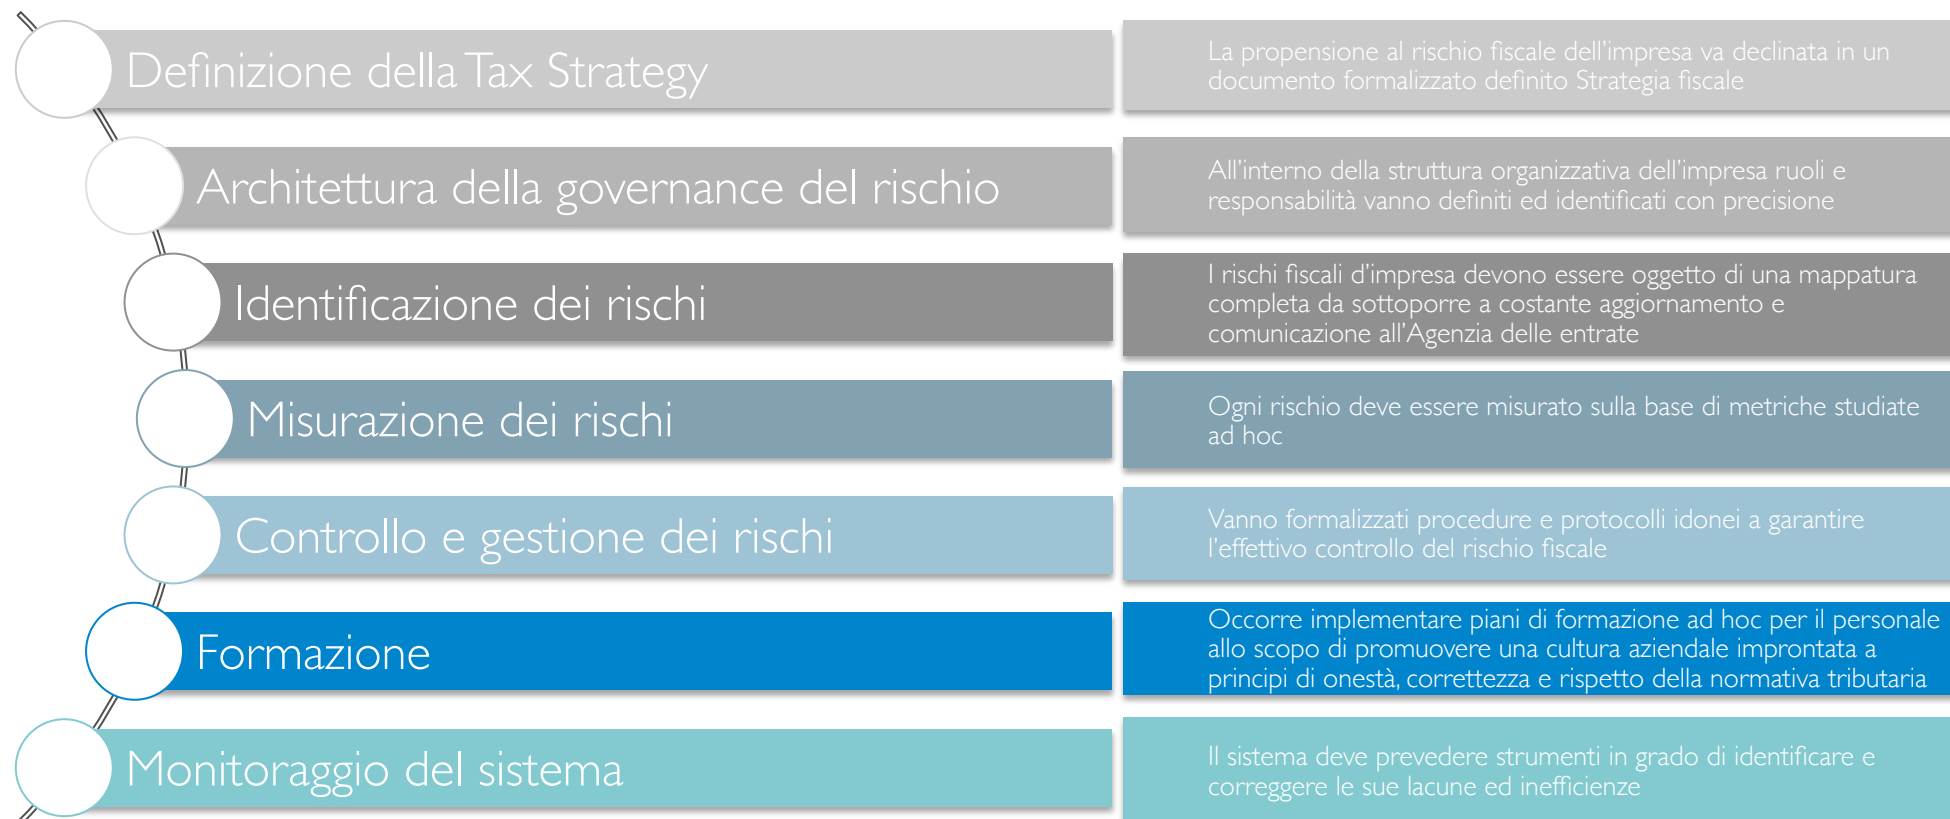 Definizione della Tax Strategy
La propensione al rischio fiscale dell'impresa va declinata in un
documento formalizzato definito Strategia fiscale
Architettura della governance del rischio
All'interno della struttura organizzativa dell'impresa ruoli e
responsabilità vanno definiti ed identificati con precisione
Identificazione dei rischi
I rischi fiscali d'impresa devono essere oggetto di una mappatura
completa da sottoporre a costante aggiornamento e
comunicazione all'Agenzia delle entrate
Misurazione dei rischi
Ogni rischio deve essere misurato sulla base di metriche studiate
ad hoc
Controllo e gestione dei rischi
Vanno formalizzati procedure e protocolli idonei a garantire
l'effettivo controllo del rischio fiscale
Formazione
Occorre implementare piani di formazione ad hoc per il personale
allo scopo di promuovere una cultura aziendale improntata a
principi di onestà, correttezza e rispetto della normativa tributaria
Monitoraggio del sistema
Il sistema deve prevedere strumenti in grado di identificare e
correggere le sue lacune ed inefficienze